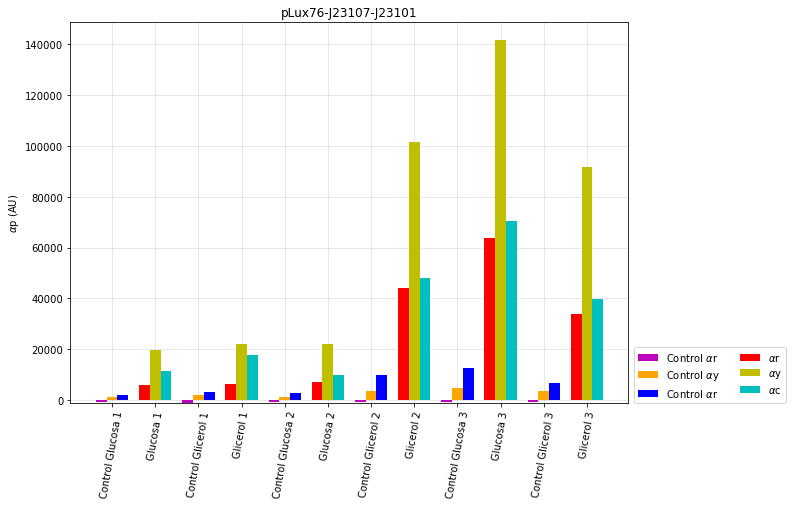 pLux76-J23107-J23101
αp (AU)
140000
120000
100000
80000
60000
40000
20000
0
Control Glucosa 1
Glucosa 1
Control Glicerol 1
Glicerol 1
Control Glucosa 2
Glucosa 2
Control Glicerol 2
Glicerol 2
Control Glucosa 3
Glucosa 3
Control Glicerol 3
Glicerol 3
Control αr
Control αy
Control αr
αr
αy
αc